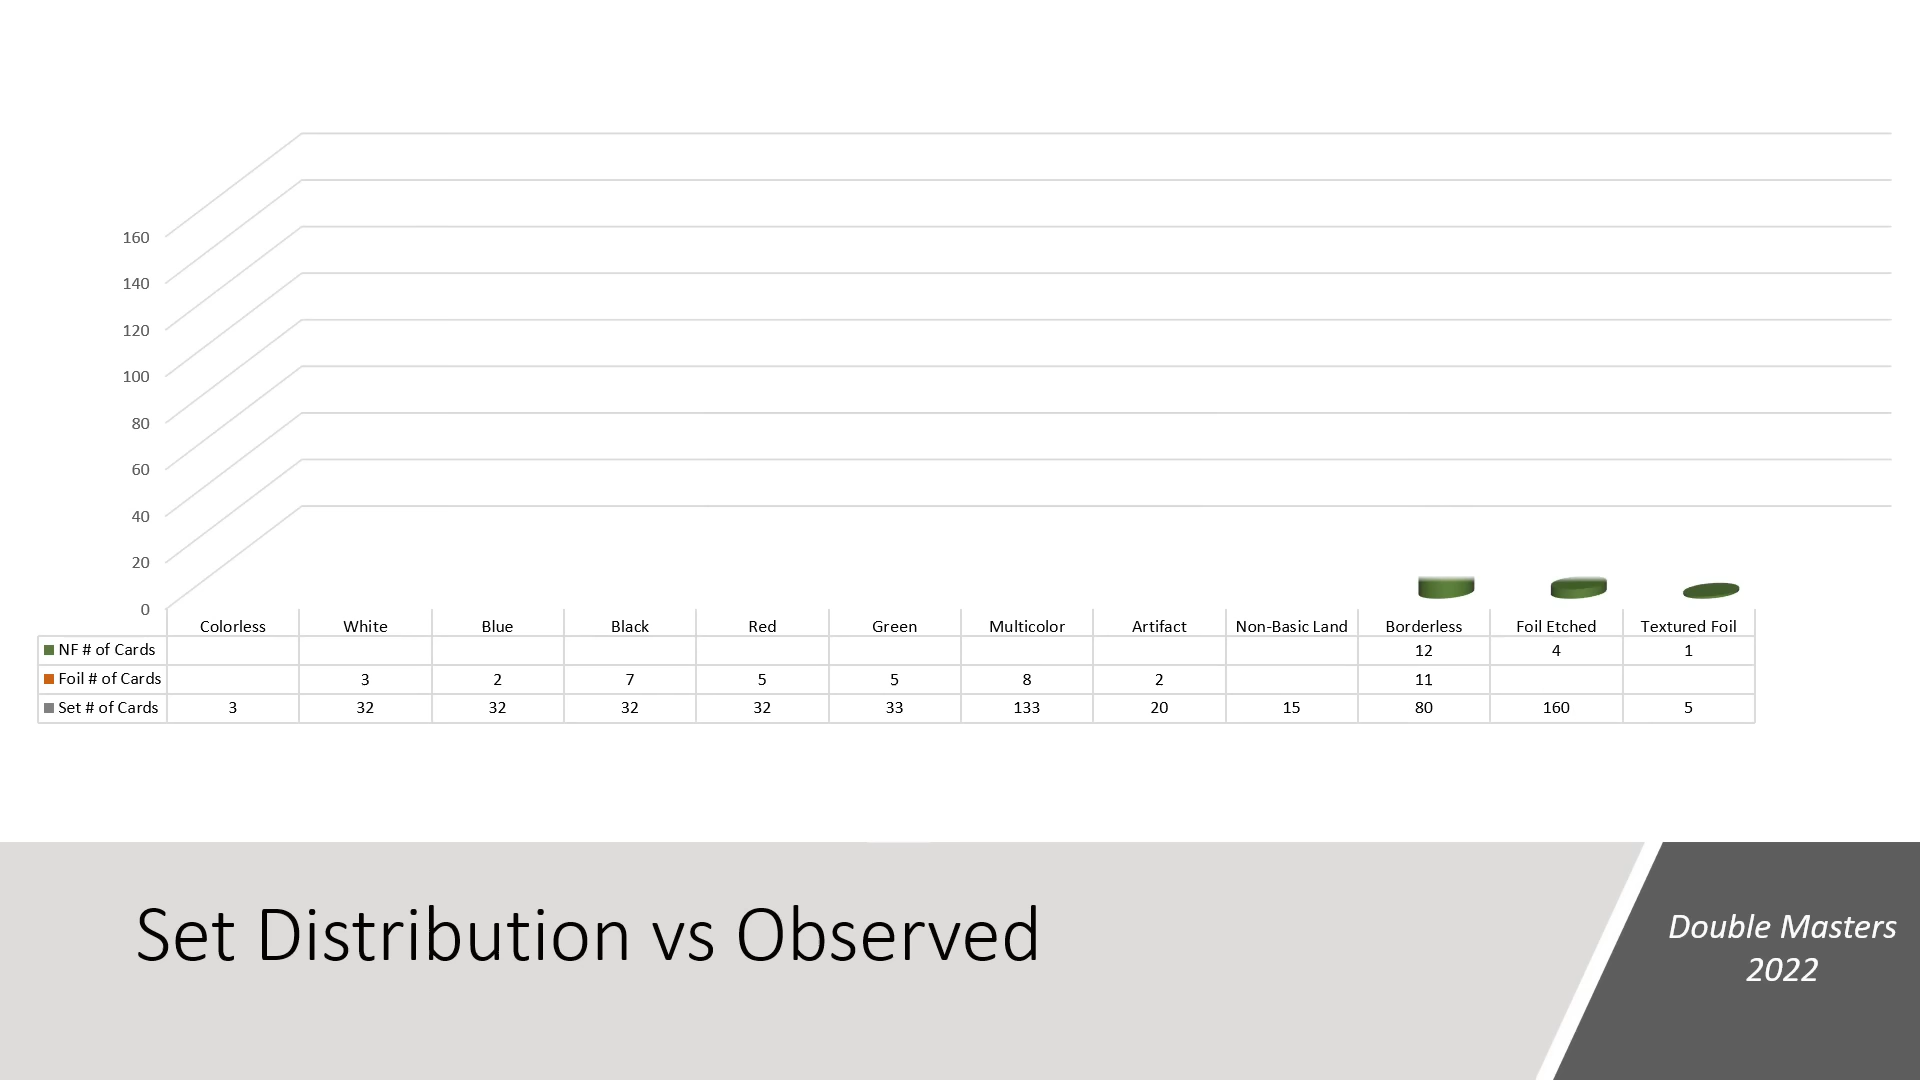 160
140
120
100
80
60
40
20
0
Colorless White Blue Black Red Green Multicolor Artifact Non-Basic Land Borderless Foil Etched Textured Foil
NF # of Cards 12 4 1
Foil # of Cards 3 2 7 5 5 8 2 11
Set # of Cards 3 32 32 32 32 33 133 20 15 80 160 5
Set Distribution vs Observed
Double Masters
2022